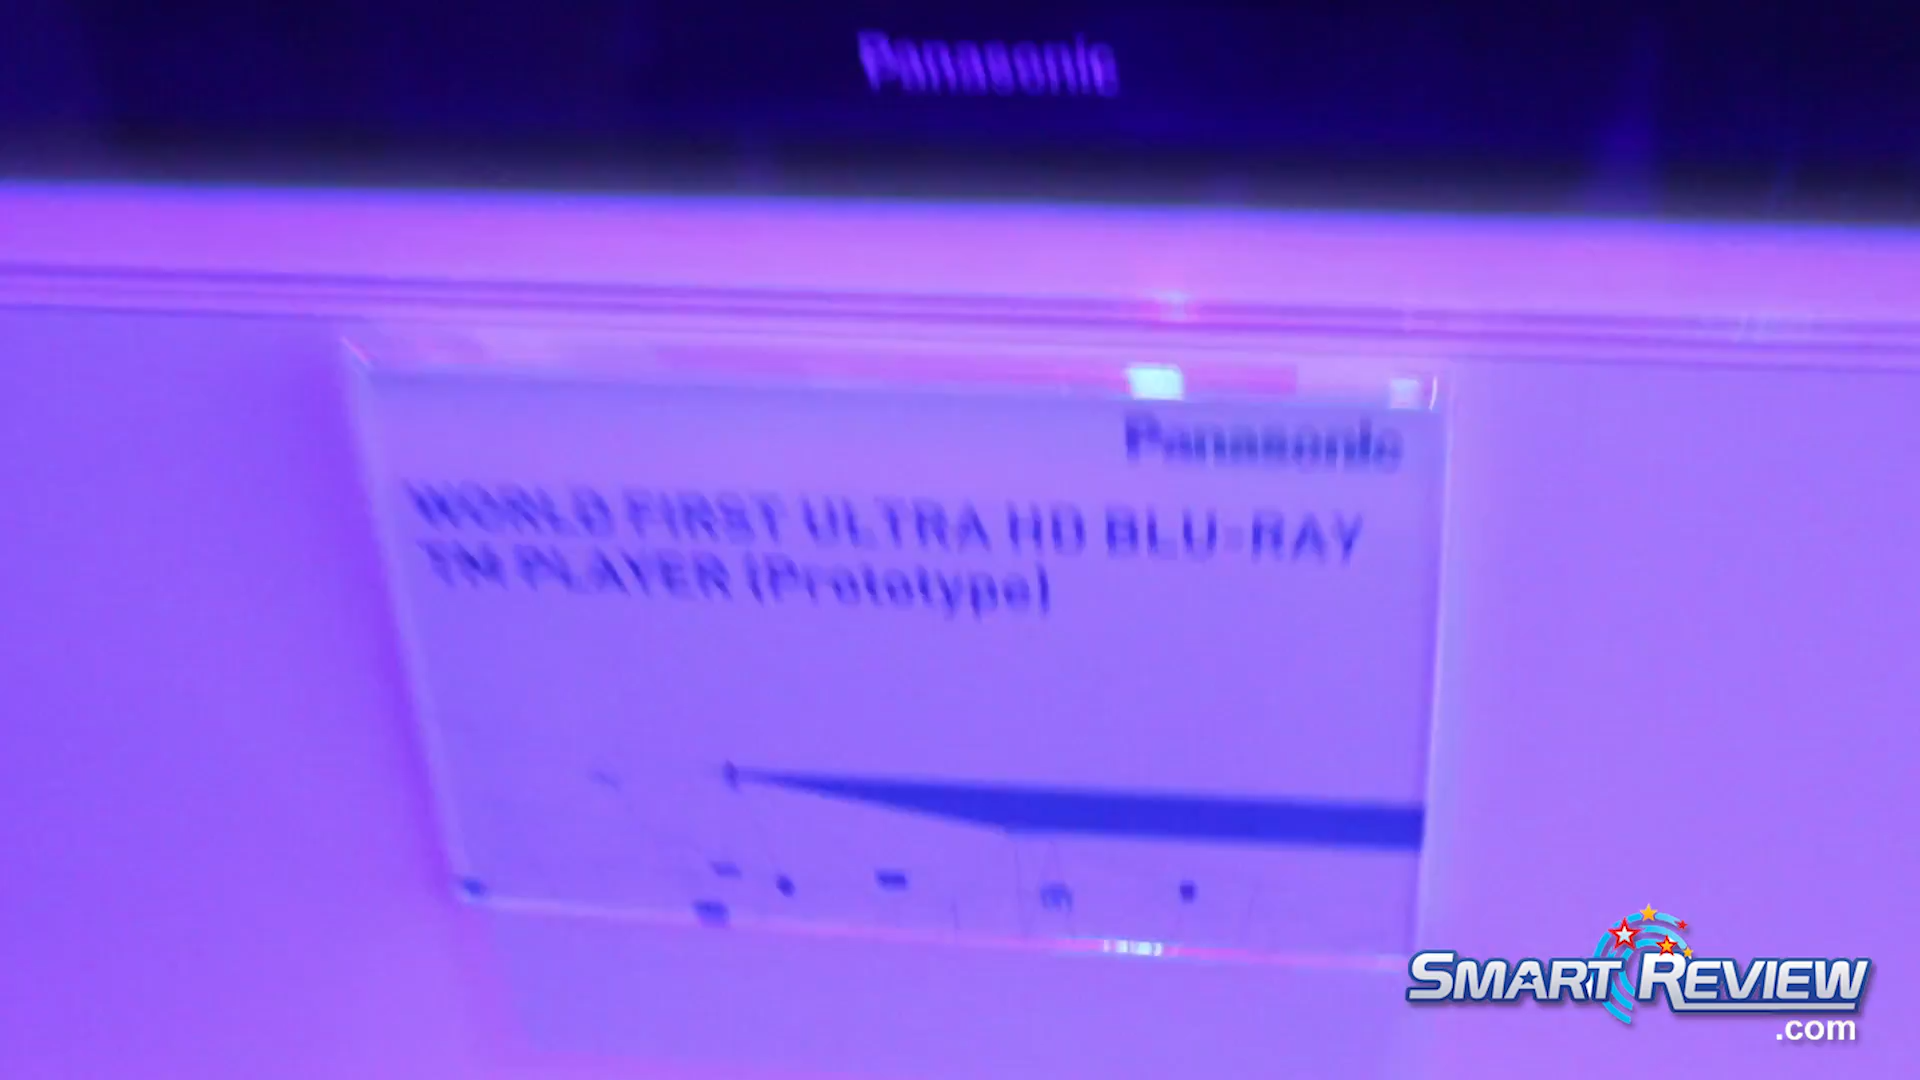 Panasonic
Panasonic
WORLD FIRST ULTRA HD BLU-RAY
TM PLAYER (Prototype)
SMART REVIEW
.com